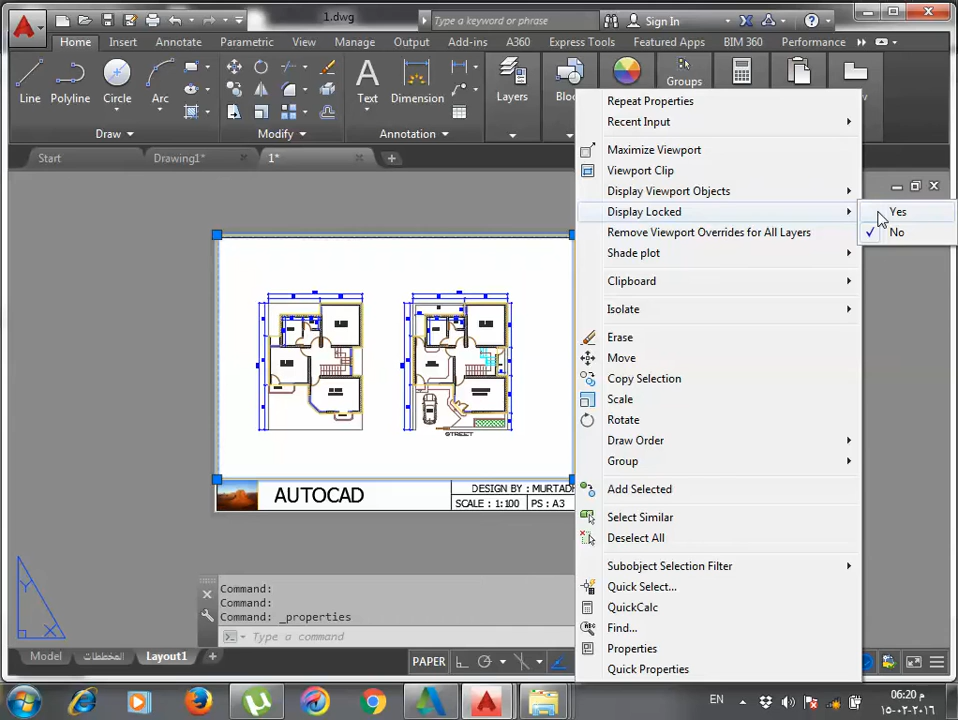 1.dwg
Type a keyword or phrase
Sign In
Home Insert Annotate Parametric View Manage Output Add-ins A360 Express Tools Featured Apps BIM 360 Performance
Line Polyline Circle Arc Text Dimension Layers Groups
Draw Modify Annotation
Start Drawing1* 1*
Repeat Properties
Recent Input
Maximize Viewport
Viewport Clip
Display Viewport Objects
Display Locked
Yes
No
Remove Viewport Overrides for All Layers
Shade plot
Clipboard
Isolate
Erase
Move
Copy Selection
Scale
Rotate
Draw Order
Group
Add Selected
Select Similar
Deselect All
Subobject Selection Filter
Quick Select...
QuickCalc
Find...
Properties
Quick Properties
STREET
AUTOCAD
DESIGN BY :
SCALE : 1:100 PS : A3
Y
X
Command:
Command:
Command: _properties
Type a command
Model المخططات Layout1
PAPER
EN
06:20 م
١٥-٠٢-٢٠١٦